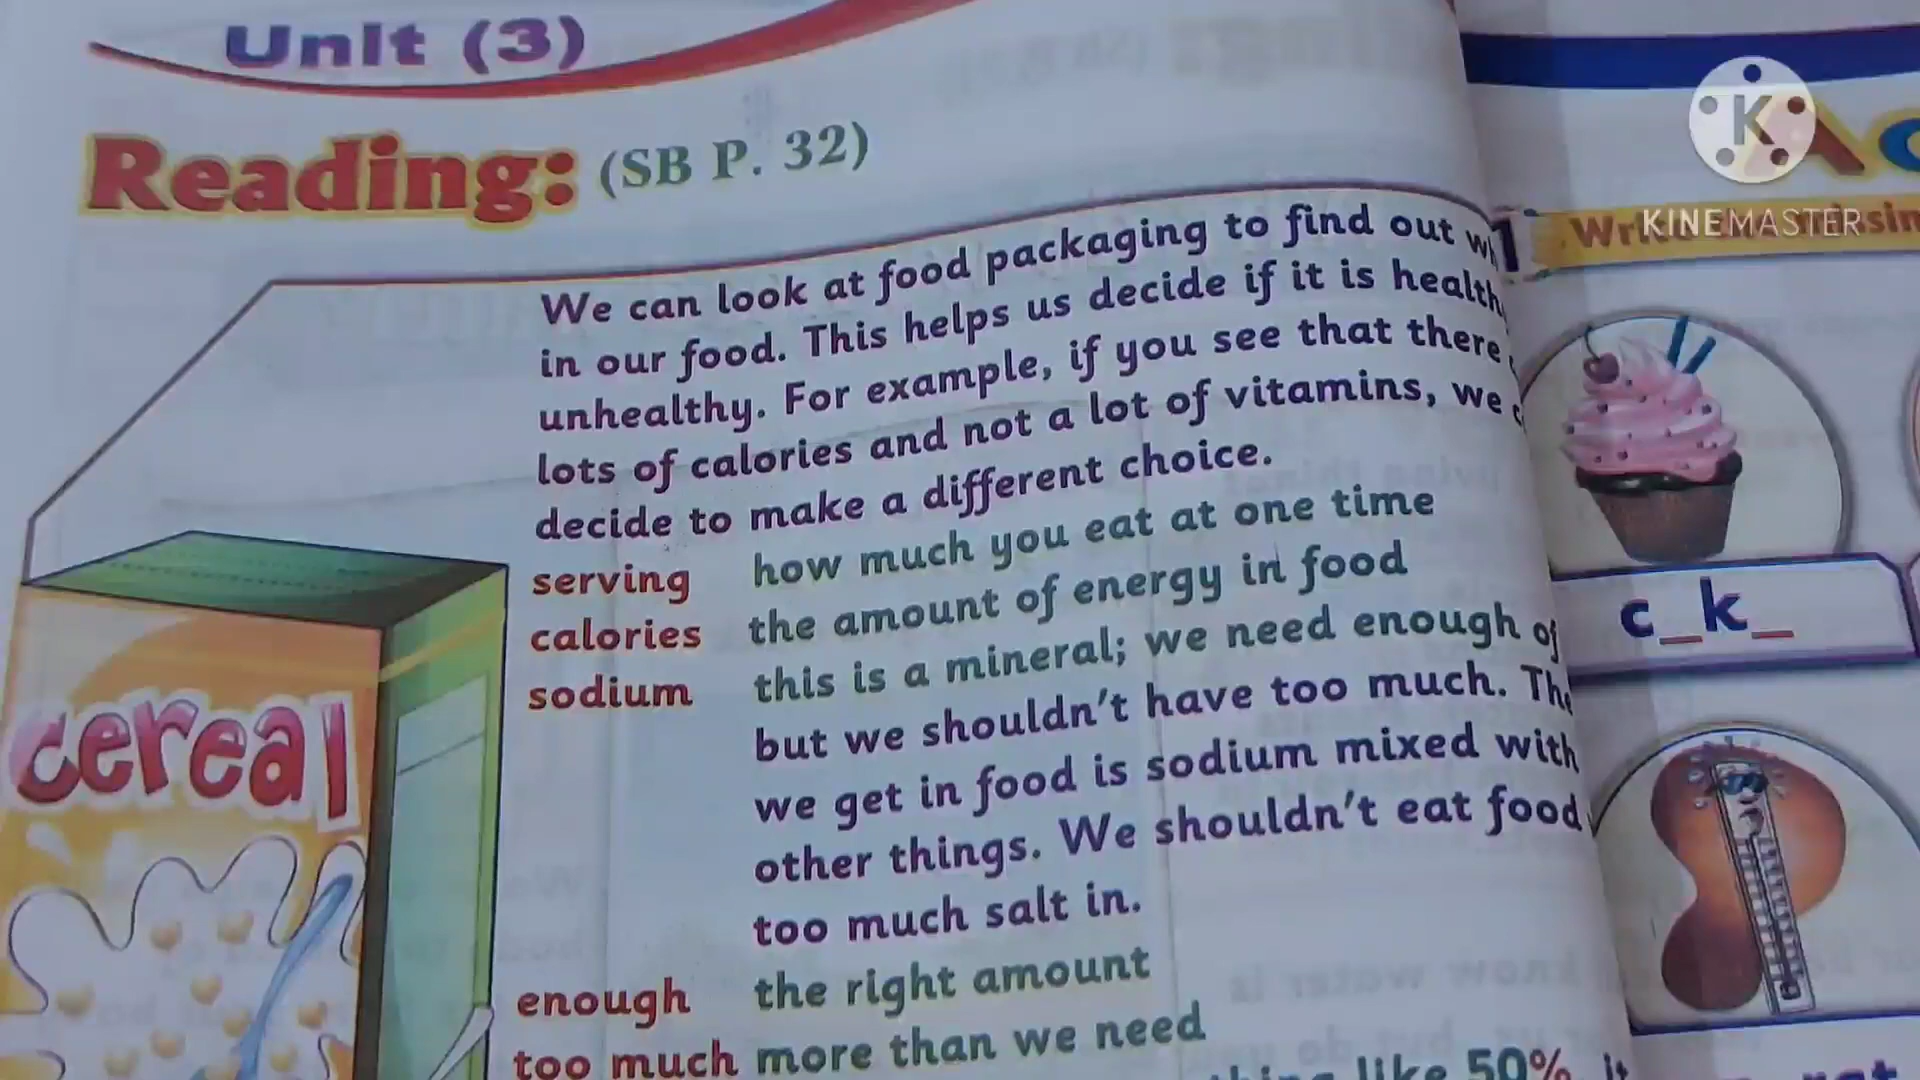 Unit (3)
Reading: (SB P. 32)
We can look at food packaging to find out
in our food. This helps us decide if it is
unhealthy. For example, if you see that there
lots of calories and not a lot of vitamins, we
decide to make a different choice.
serving how much you eat at one time
calories the amount of energy in food
sodium this is a mineral; we need enough of
but we shouldn't have too much. The
we get in food is sodium mixed with
other things. We shouldn't eat food
too much salt in.
enough the right amount
too much more than we need
like 50%
cereal
K
KINEMASTER
1
c_k_